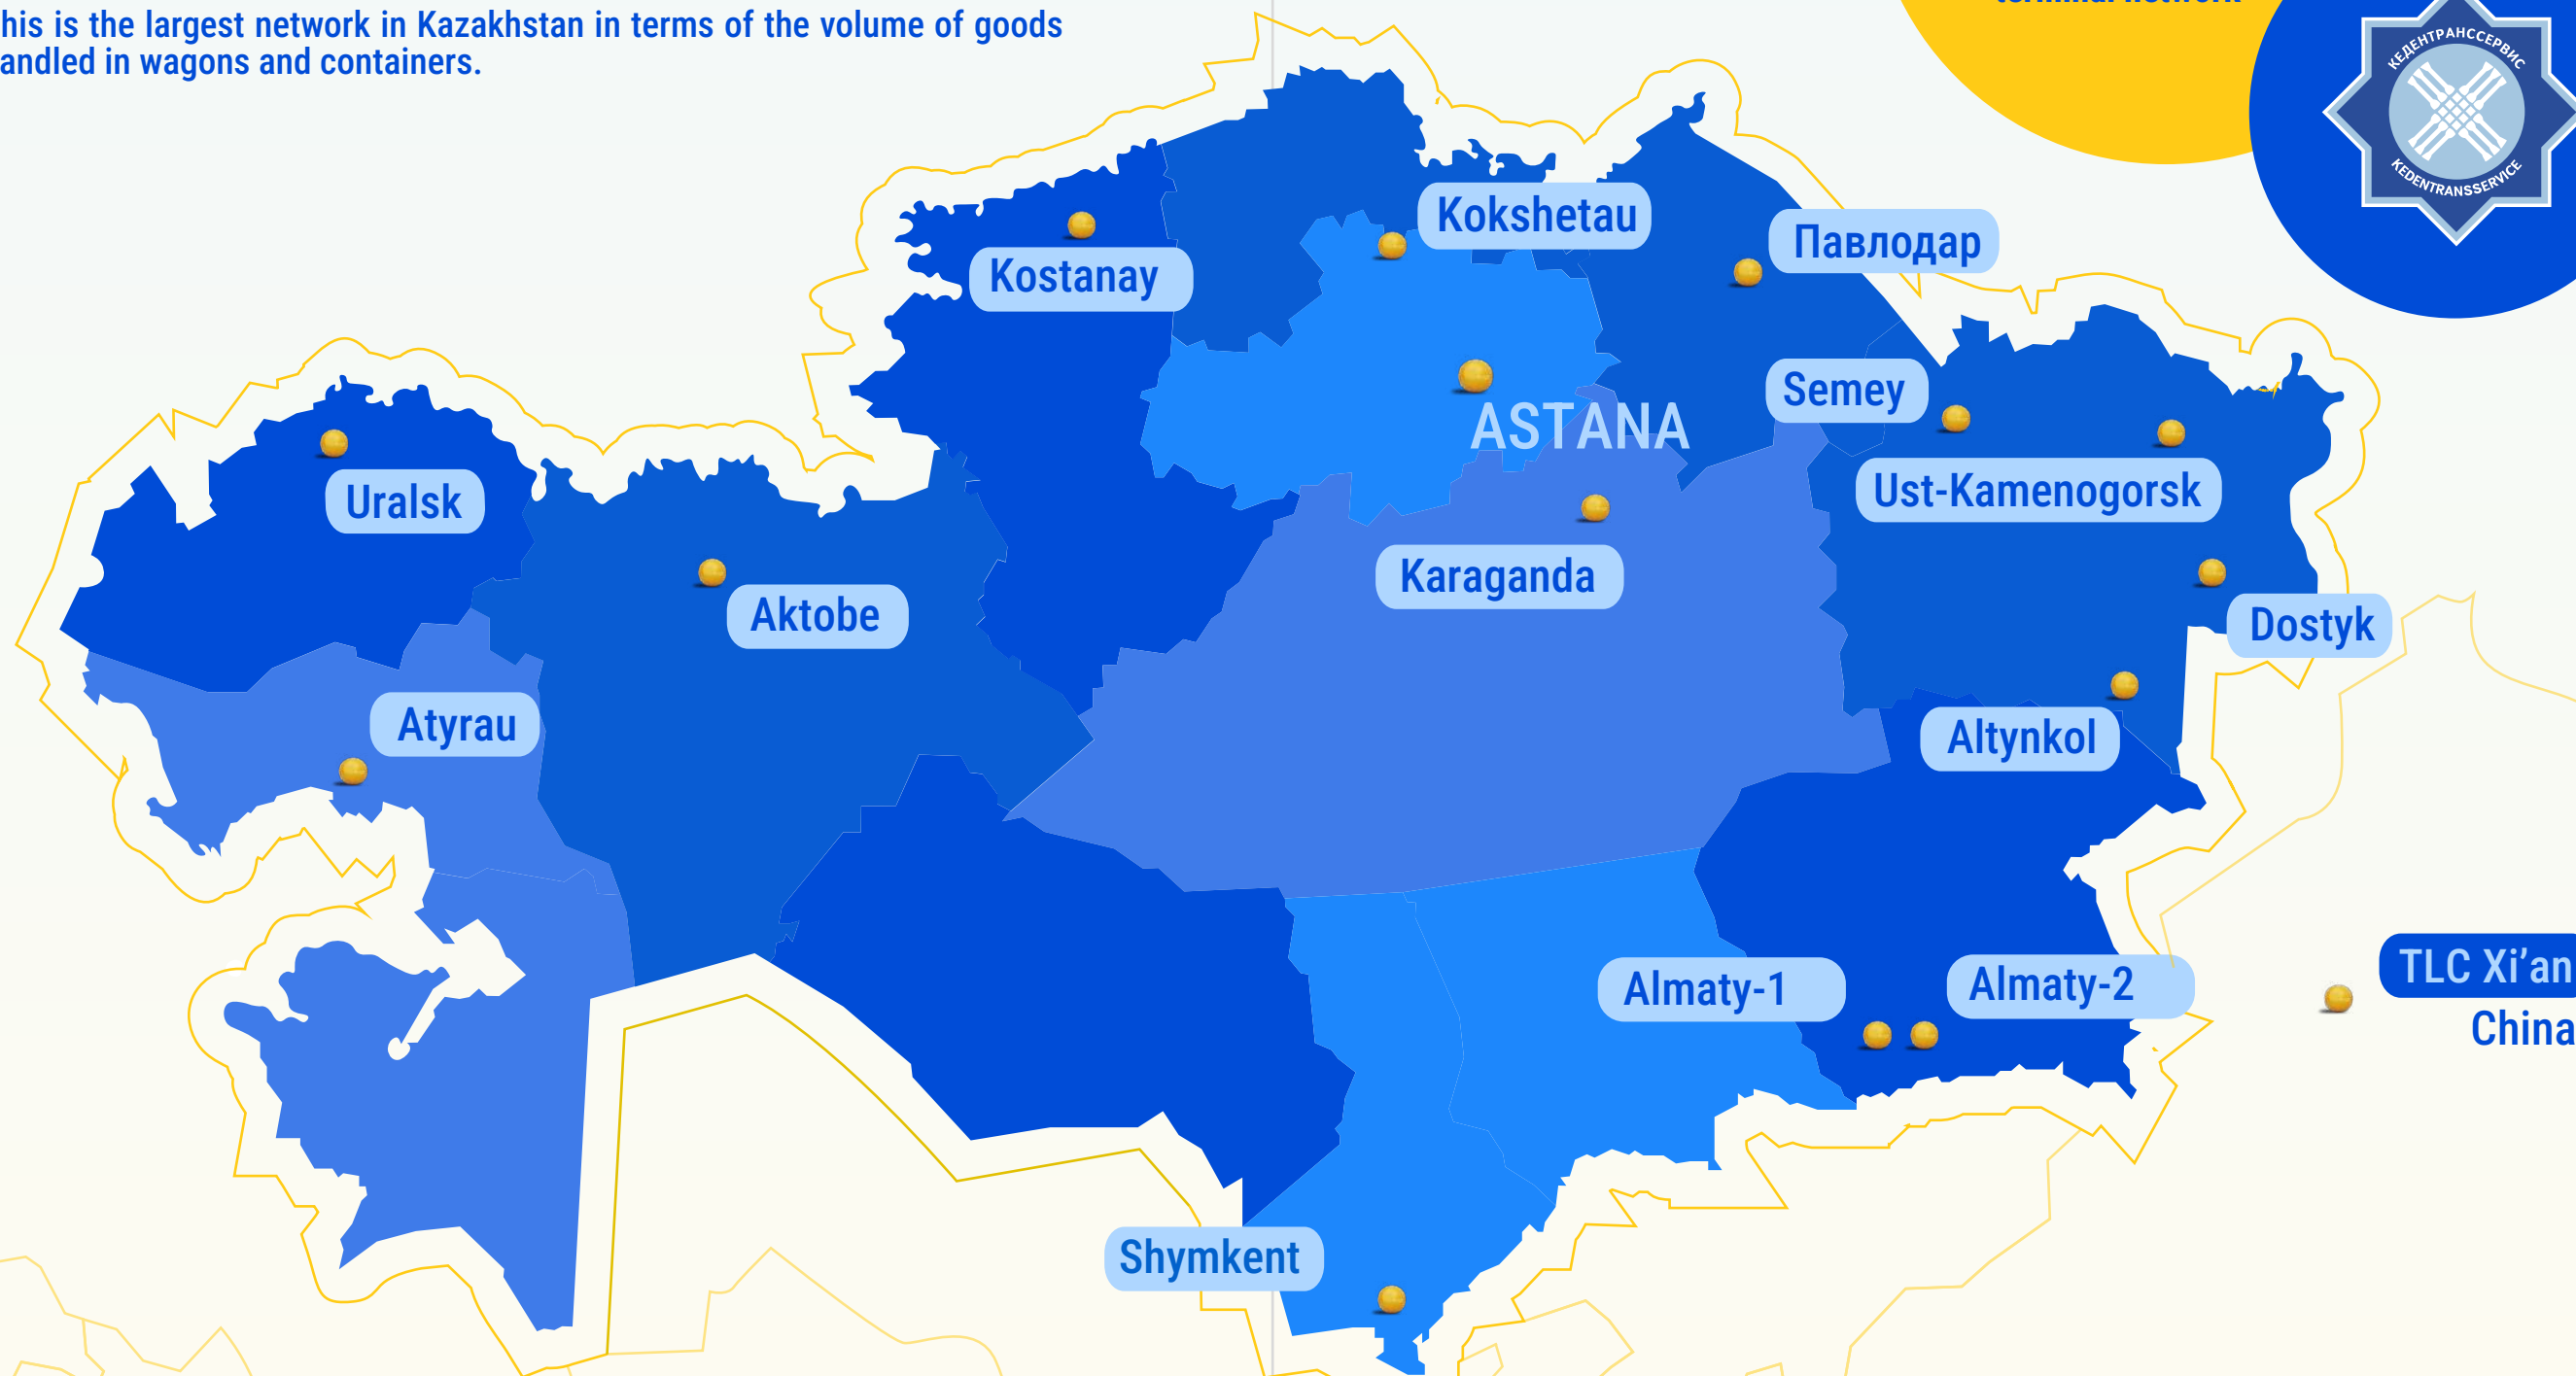 his is the largest network in Kazakhstan in terms of the volume of goods
andled in wagons and containers.
terminal network
КЕДЕНТРАНССЕРВИС
KEDENTRANSSERVICE
Kokshetau
Павлодар
Kostanay
Semey
ASTANA
Uralsk
Ust-Kamenogorsk
Karaganda
Aktobe
Dostyk
Atyrau
Altynkol
Almaty-1
Almaty-2
TLC Xi’an
China
Shymkent